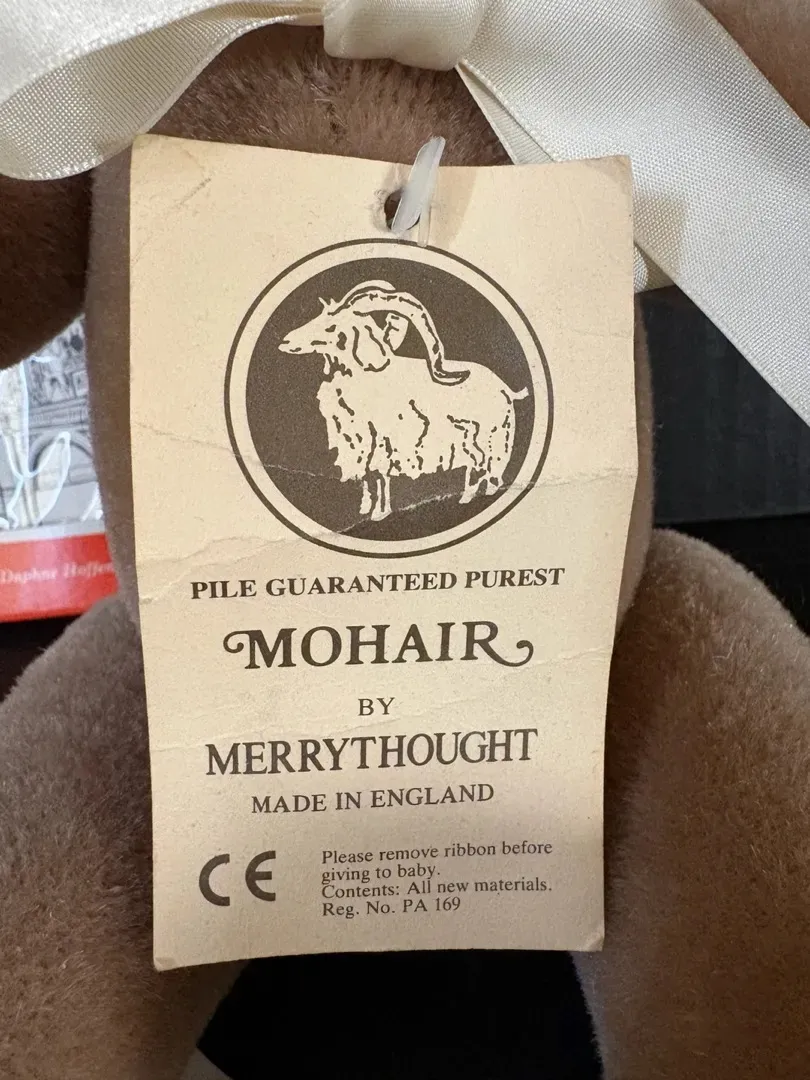 PILE GUARANTEED PUREST
MOHAIR
BY
MERRYTHOUGHT
MADE IN ENGLAND
CE
Please remove ribbon before
giving to baby.
Contents: All new materials.
Reg. No. PA 169
Daphne